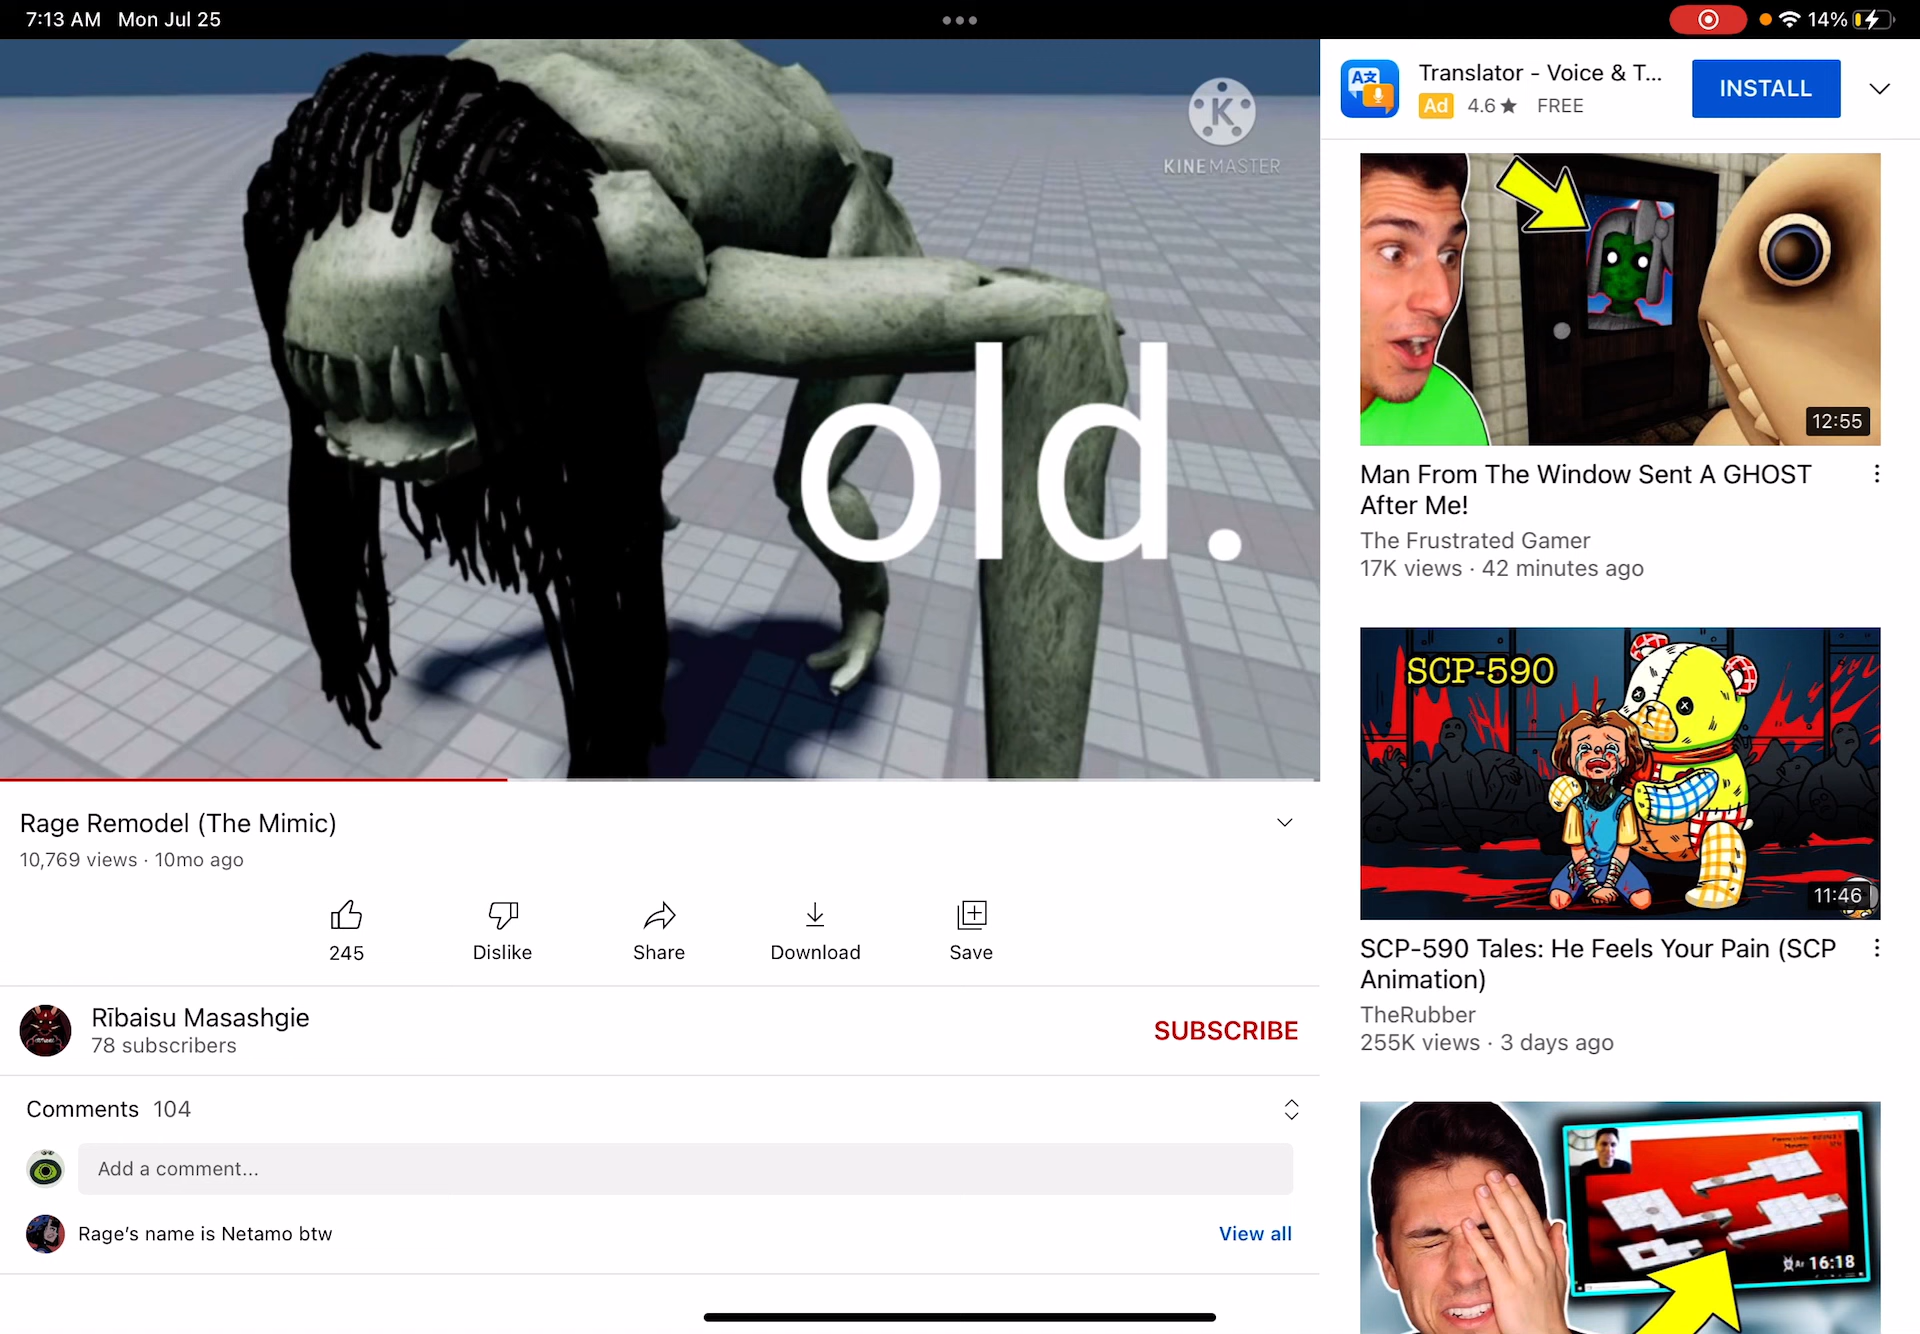 7:13 AM Mon Jul 25
14%
K
KINEMASTER
old.
Rage Remodel (The Mimic)
10,769 views · 10mo ago
245
Dislike
Share
Download
Save
Rībaisu Masashgie
78 subscribers
SUBSCRIBE
Comments 104
Add a comment...
Rage's name is Netamo btw
View all
Translator - Voice & T...
Ad 4.6★ FREE
INSTALL
12:55
Man From The Window Sent A GHOST
After Me!
The Frustrated Gamer
17K views · 42 minutes ago
SCP-590
11:46
SCP-590 Tales: He Feels Your Pain (SCP
Animation)
TheRubber
255K views · 3 days ago
16:18